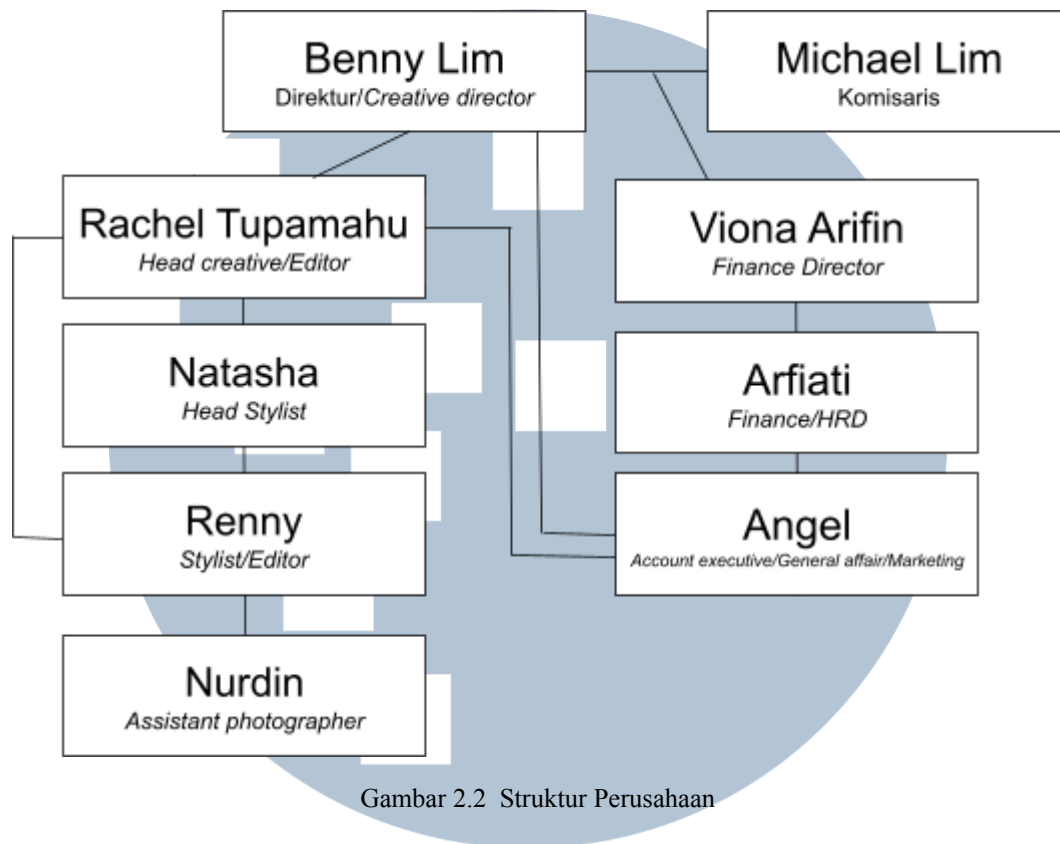 Benny Lim
Direktur/Creative director
Michael Lim
Komisaris
Rachel Tupamahu
Head creative/Editor
Viona Arifin
Finance Director
Natasha
Head Stylist
Arfiati
Finance/HRD
Renny
Stylist/Editor
Angel
Account executive/General affair/Marketing
Nurdin
Assistant photographer
Gambar 2.2 Struktur Perusahaan